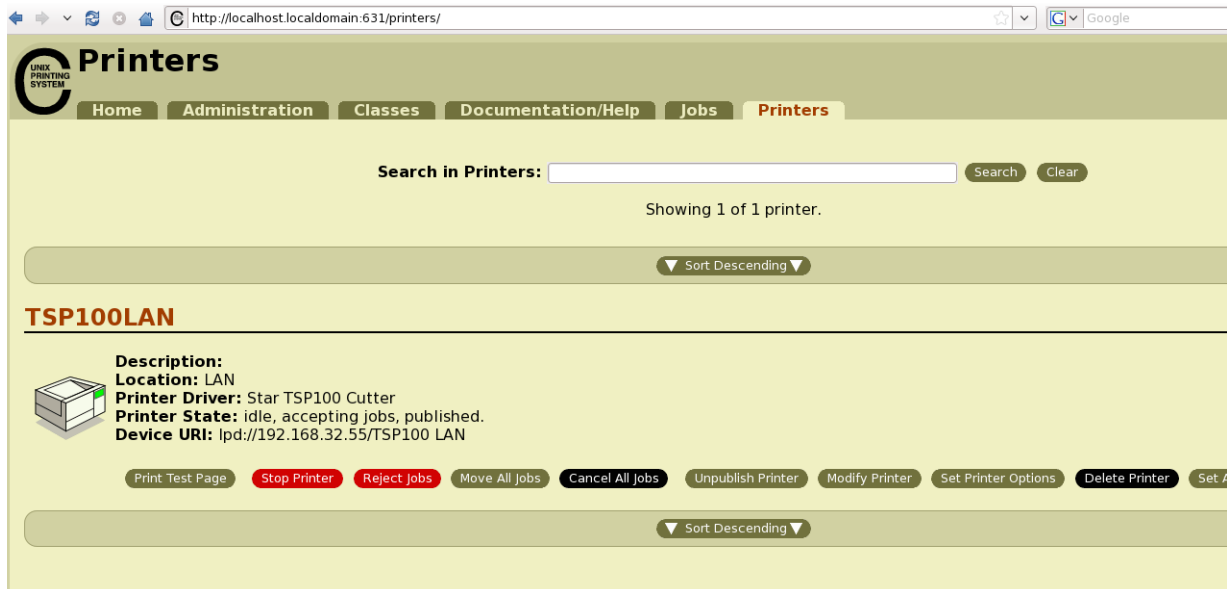 http://localhost.localdomain:631/printers/
Google
UNIX
PRINTING
SYSTEM
Printers
Home Administration Classes Documentation/Help Jobs Printers
Search in Printers: Search Clear
Showing 1 of 1 printer.
Sort Descending
TSP100LAN
Description:
Location: LAN
Printer Driver: Star TSP100 Cutter
Printer State: idle, accepting jobs, published.
Device URI: lpd://192.168.32.55/TSP100 LAN
Print Test Page Stop Printer Reject Jobs Move All Jobs Cancel All Jobs Unpublish Printer Modify Printer Set Printer Options Delete Printer Set A
Sort Descending